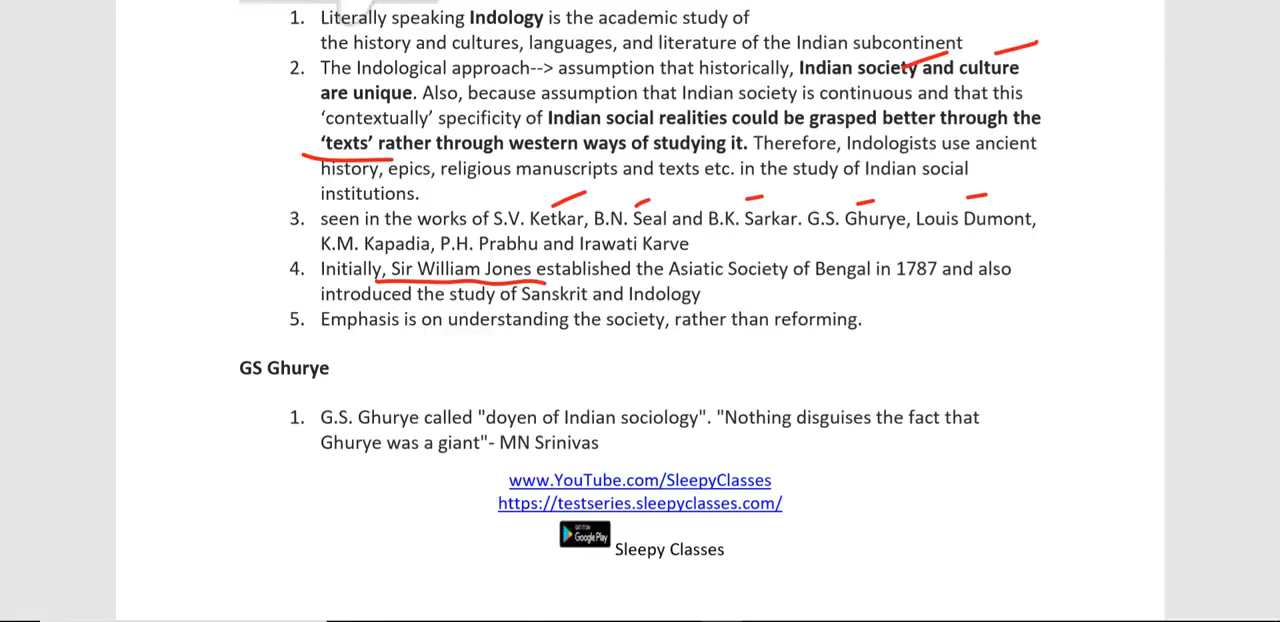 1. Literally speaking Indology is the academic study of
the history and cultures, languages, and literature of the Indian subcontinent
2. The Indological approach--> assumption that historically, Indian society and culture
are unique. Also, because assumption that Indian society is continuous and that this
‘contextually’ specificity of Indian social realities could be grasped better through the
‘texts’ rather through western ways of studying it. Therefore, Indologists use ancient
history, epics, religious manuscripts and texts etc. in the study of Indian social
institutions.
3. seen in the works of S.V. Ketkar, B.N. Seal and B.K. Sarkar. G.S. Ghurye, Louis Dumont,
K.M. Kapadia, P.H. Prabhu and Irawati Karve
4. Initially, Sir William Jones established the Asiatic Society of Bengal in 1787 and also
introduced the study of Sanskrit and Indology
5. Emphasis is on understanding the society, rather than reforming.
GS Ghurye
1. G.S. Ghurye called "doyen of Indian sociology". "Nothing disguises the fact that
Ghurye was a giant"- MN Srinivas
www.YouTube.com/SleepyClasses
https://testseries.sleepyclasses.com/
GET IT ON
Google Play
Sleepy Classes